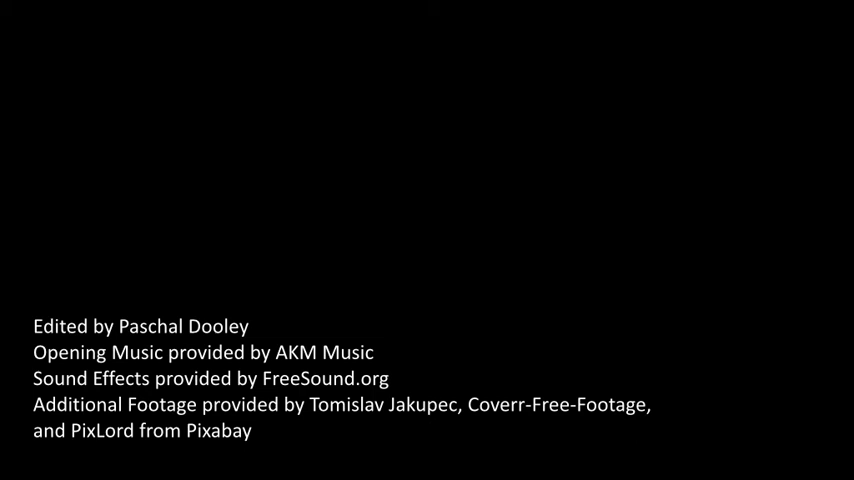 Edited by Paschal Dooley
Opening Music provided by AKM Music
Sound Effects provided by FreeSound.org
Additional Footage provided by Tomislav Jakupec, Coverr-Free-Footage,
and PixLord from Pixabay